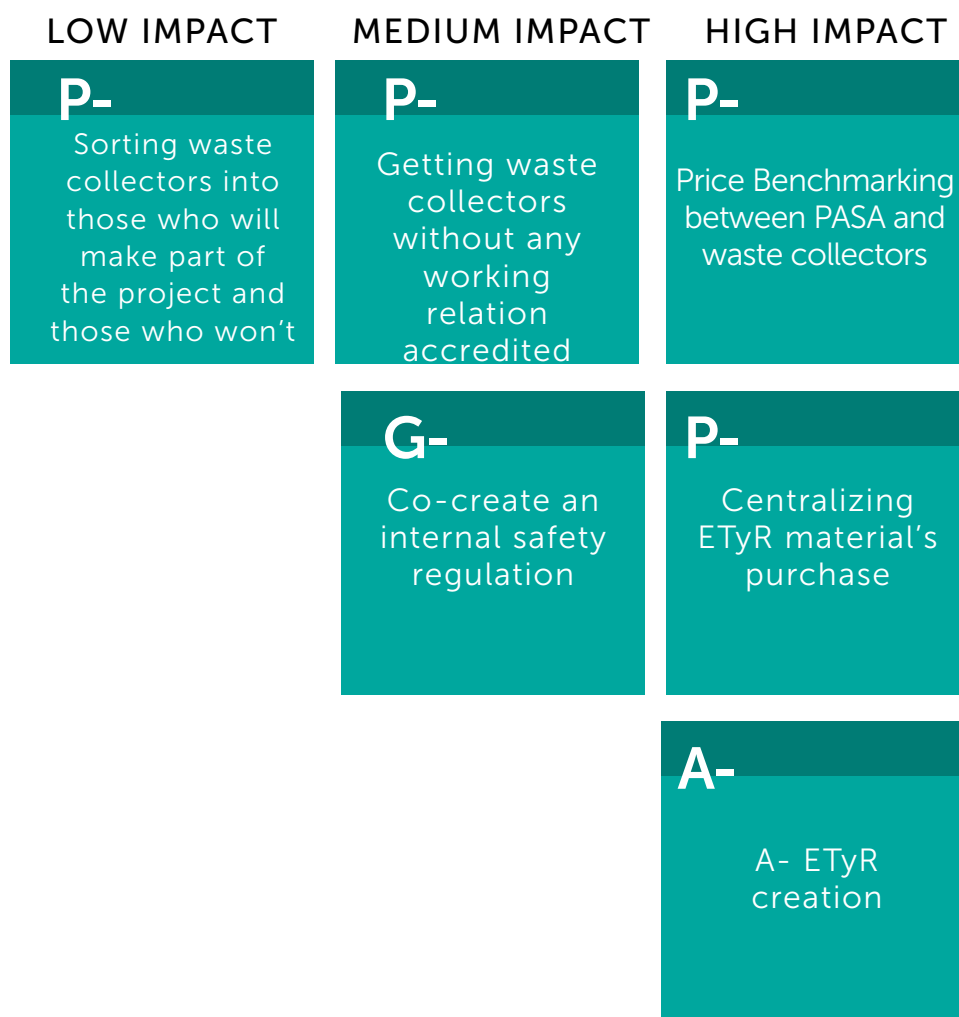 LOW IMPACT
MEDIUM IMPACT
HIGH IMPACT
P-
Sorting waste
collectors into
those who will
make part of
the project and
those who won't
P-
Getting waste
collectors
without any
working
relation
accredited
P-
Price Benchmarking
between PASA and
waste collectors
G-
Co-create an
internal safety
regulation
P-
Centralizing
ETyR material's
purchase
A-
A- ETyR
creation